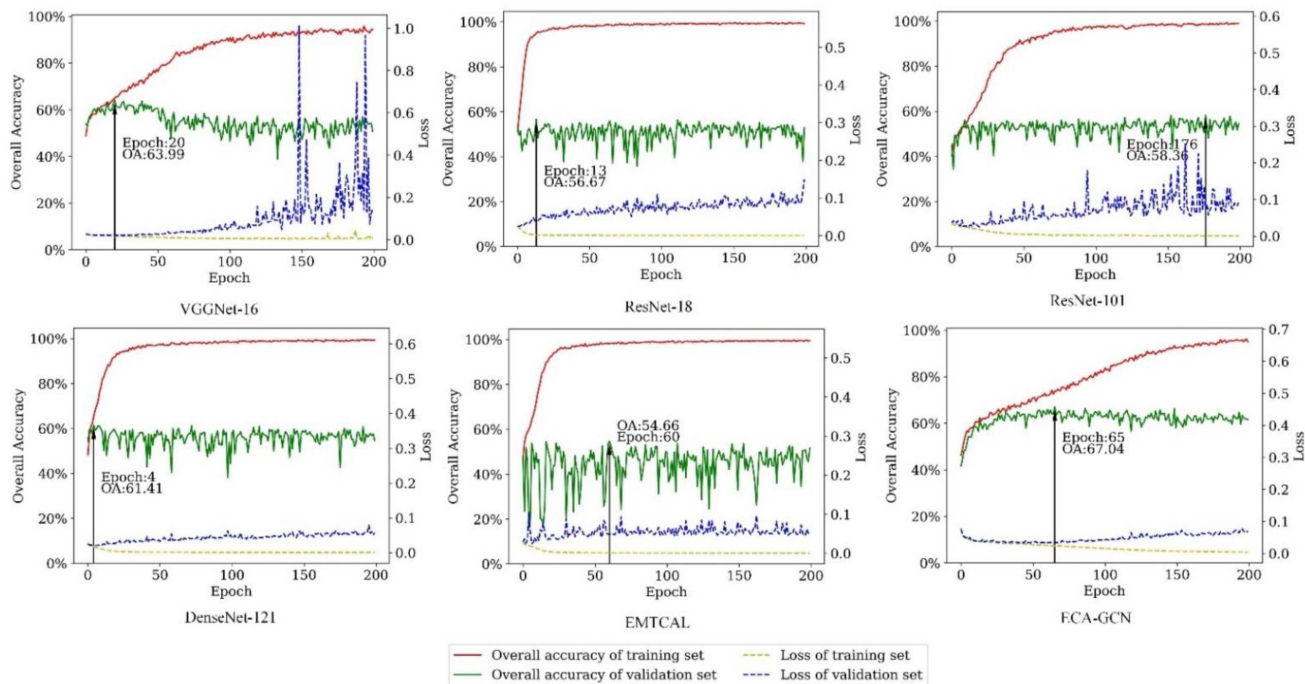 100%
80%
60%
40%
20%
0%
Overall Accuracy
Epoch:20
OA:63.99
1.0
0.8
0.6
0.4
0.2
0.0
Loss
0 50 100 150 200
Epoch
VGGNet-16
100%
80%
60%
40%
20%
0%
Overall Accuracy
Epoch:13
OA:56.67
0.5
0.4
0.3
0.2
0.1
0.0
Loss
0 50 100 150 200
Epoch
ResNet-18
100%
80%
60%
40%
20%
0%
Overall Accuracy
Epoch:176
OA:58.36
0.6
0.5
0.4
0.3
0.2
0.1
0.0
Loss
0 50 100 150 200
Epoch
ResNet-101
100%
80%
60%
40%
20%
0%
Overall Accuracy
Epoch:4
OA:61.41
0.6
0.5
0.4
0.3
0.2
0.1
0.0
Loss
0 50 100 150 200
Epoch
DenseNet-121
100%
80%
60%
40%
20%
0%
Overall Accuracy
OA:54.66
Epoch:60
0.5
0.4
0.3
0.2
0.1
0.0
Loss
0 50 100 150 200
Epoch
EMTCAL
100%
80%
60%
40%
20%
0%
Overall Accuracy
Epoch:65
OA:67.04
0.7
0.6
0.5
0.4
0.3
0.2
0.1
0.0
Loss
0 50 100 150 200
Epoch
ECA-GCN
Overall accuracy of training set
Overall accuracy of validation set
Loss of training set
Loss of validation set